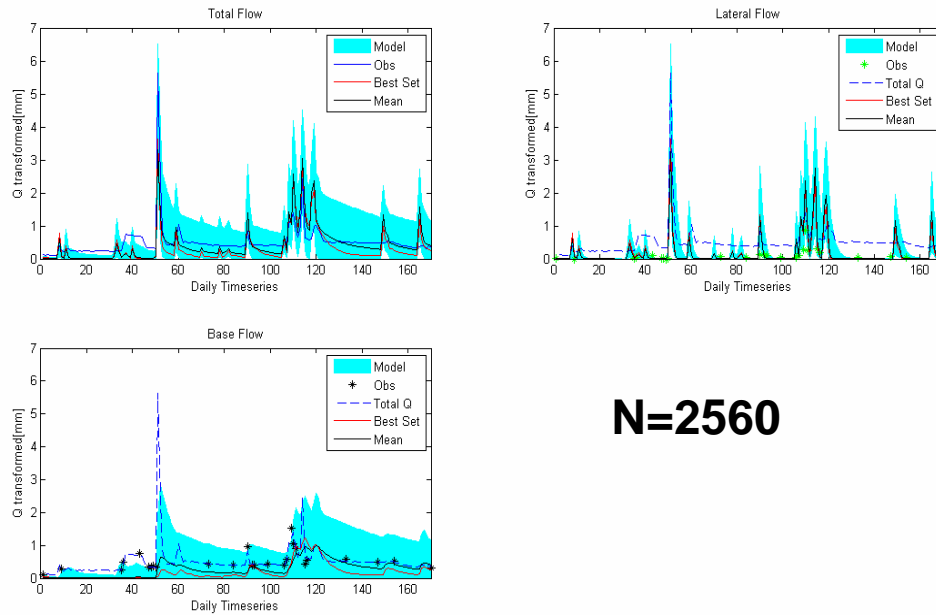 Total Flow
Q transformed[mm]
7
6
5
4
3
2
1
0
0 20 40 60 80 100 120 140 160
Daily Timeseries
Model
Obs
Best Set
Mean
Lateral Flow
Q transformed[mm]
7
6
5
4
3
2
1
0
0 20 40 60 80 100 120 140 160
Daily Timeseries
Model
Obs
Total Q
Best Set
Mean
Base Flow
Q transformed[mm]
7
6
5
4
3
2
1
0
0 20 40 60 80 100 120 140 160
Daily Timeseries
Model
Obs
Total Q
Best Set
Mean
N=2560